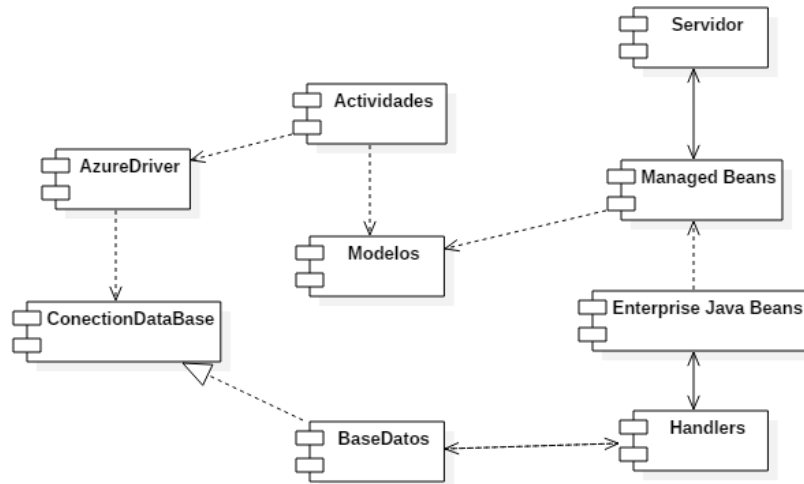 Servidor
Actividades
AzureDriver
Managed Beans
Modelos
ConectionDataBase
Enterprise Java Beans
BaseDatos
Handlers